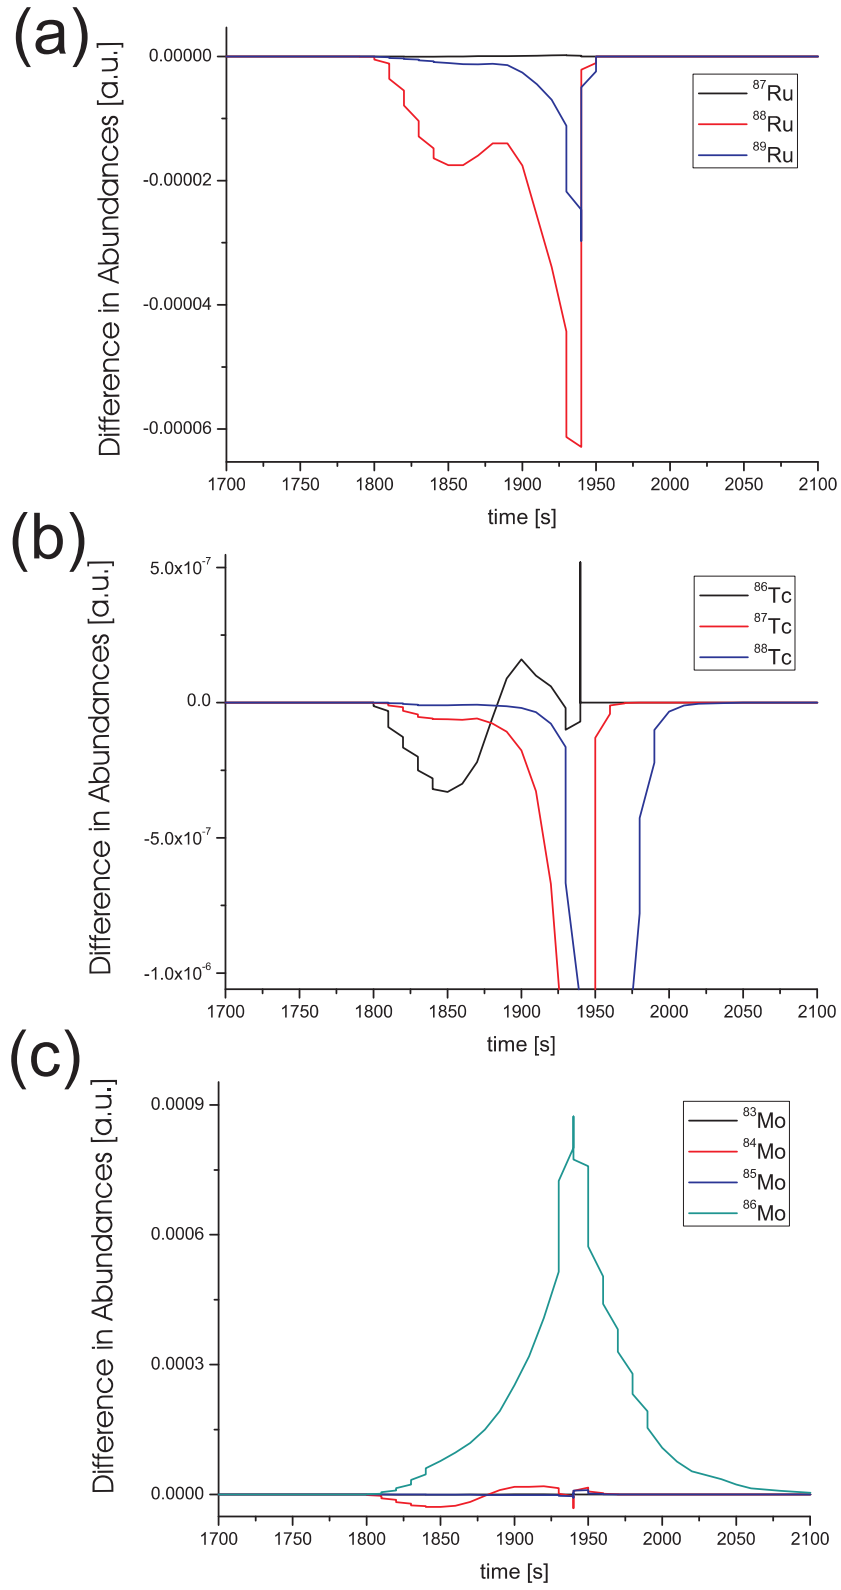 (a)
Difference in Abundances [a.u.]
0.00000
-0.00002
-0.00004
-0.00006
⁸⁷Ru
⁸⁸Ru
⁸⁹Ru
1700 1750 1800 1850 1900 1950 2000 2050 2100
time [s]
(b)
Difference in Abundances [a.u.]
5.0x10⁻⁷
0.0
-5.0x10⁻⁷
-1.0x10⁻⁶
⁸⁶Tc
⁸⁷Tc
⁸⁸Tc
1700 1750 1800 1850 1900 1950 2000 2050 2100
time [s]
(c)
Difference in Abundances [a.u.]
0.0009
0.0006
0.0003
0.0000
⁸³Mo
⁸⁴Mo
⁸⁵Mo
⁸⁶Mo
1700 1750 1800 1850 1900 1950 2000 2050 2100
time [s]